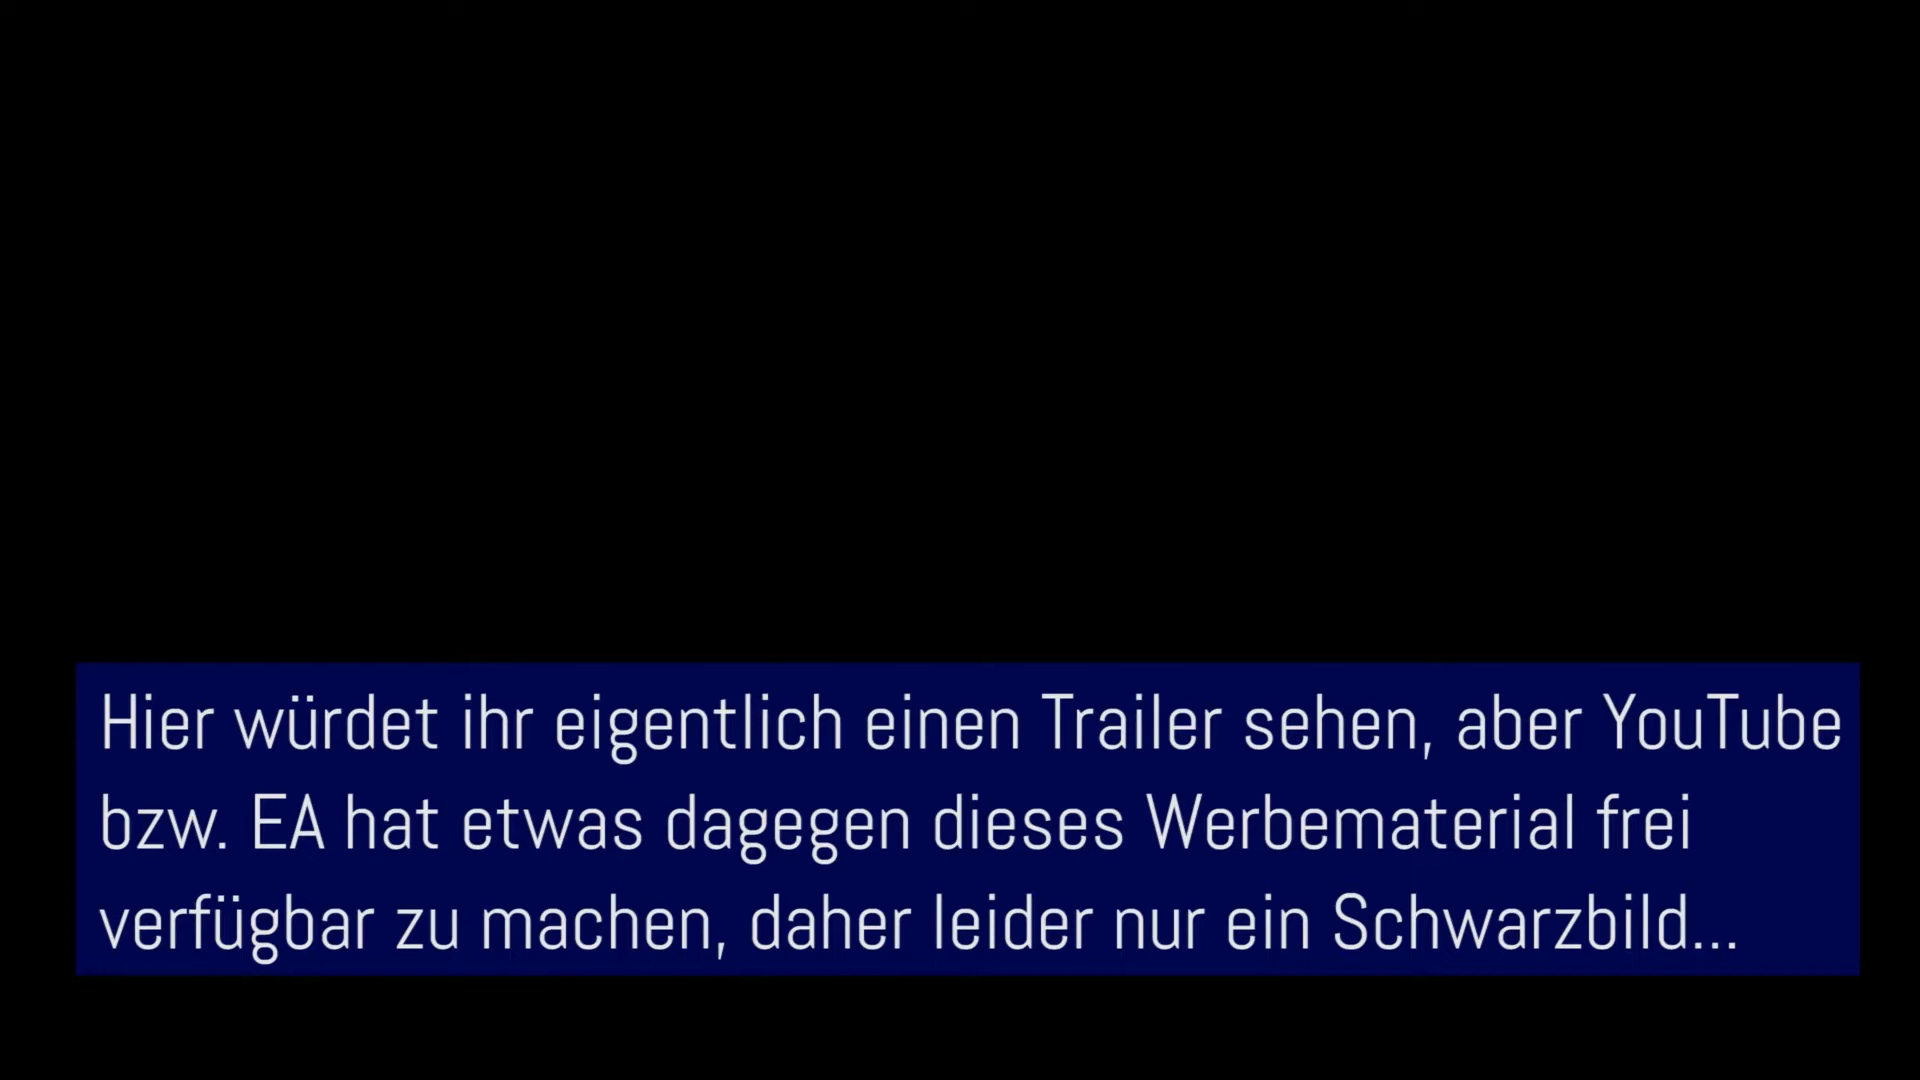 Hier würdet ihr eigentlich einen Trailer sehen, aber YouTube
bzw. EA hat etwas dagegen dieses Werbematerial frei
verfügbar zu machen, daher leider nur ein Schwarzbild...